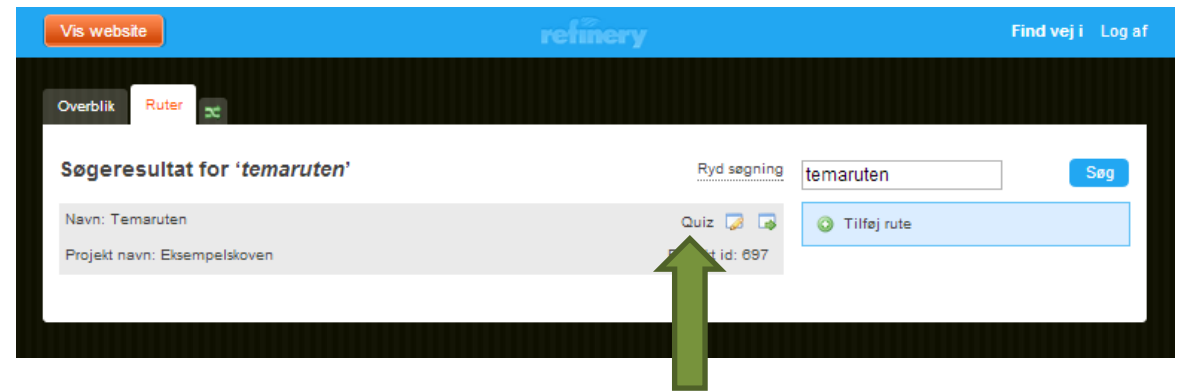 Vis website
refinery
Find vej i Log af
Overblik Ruter
Søgeresultat for ‘temaruten’
Ryd søgning
temaruten
Søg
Navn: Temaruten
Quiz
Tilføj rute
Projekt navn: Eksempelskoven
id: 697